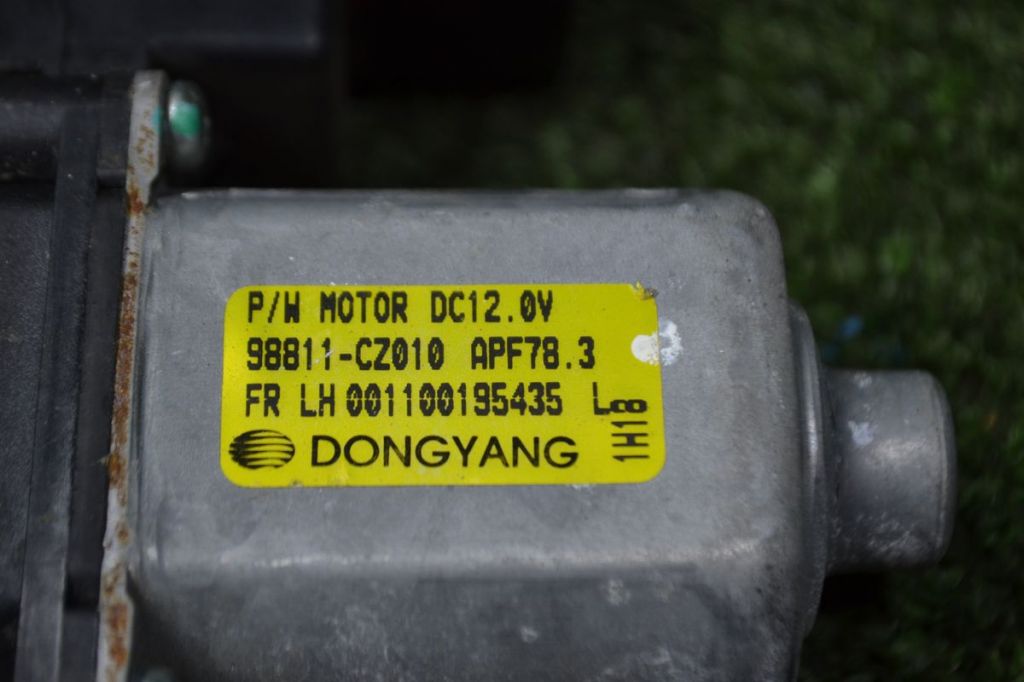 P/W MOTOR DC12.0V
98811-CZ010 APF78.3
FR LH 001100195435 L
1H18
DONGYANG